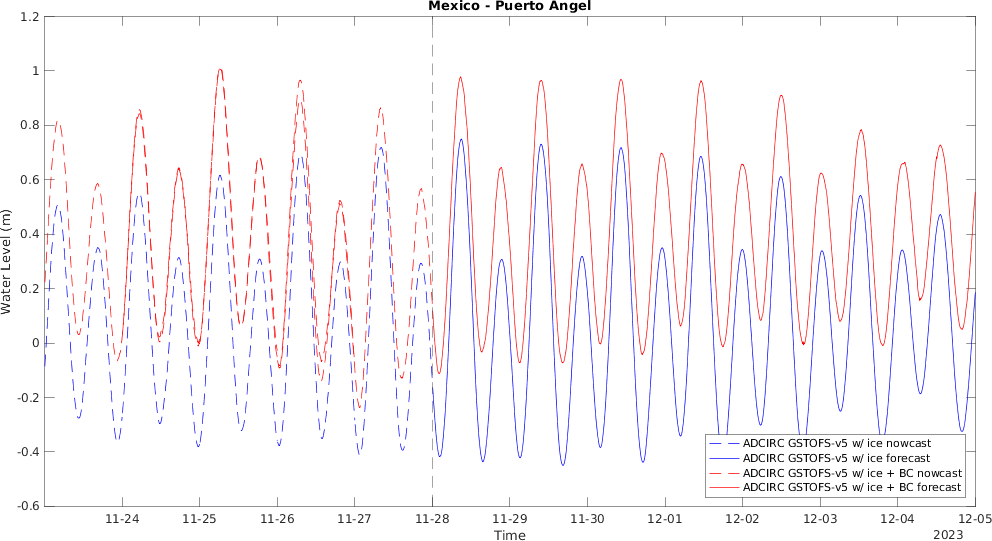 Mexico - Puerto Angel
1.2
1
0.8
0.6
0.4
0.2
0
-0.2
-0.4
-0.6
Water Level (m)
ADCIRC GSTOFS-v5 w/ ice nowcast
ADCIRC GSTOFS-v5 w/ ice forecast
ADCIRC GSTOFS-v5 w/ ice + BC nowcast
ADCIRC GSTOFS-v5 w/ ice + BC forecast
11-24 11-25 11-26 11-27 11-28 11-29 11-30 12-01 12-02 12-03 12-04 12-05
Time
2023